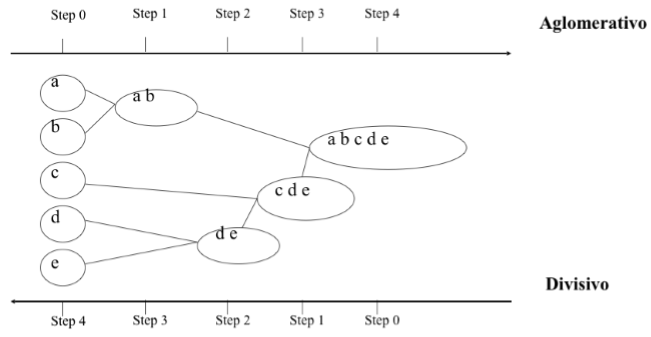 Step 0 Step 1 Step 2 Step 3 Step 4
Aglomerativo
a
a b
b
a b c d e
c
c d e
d
d e
e
Divisivo
Step 4 Step 3 Step 2 Step 1 Step 0